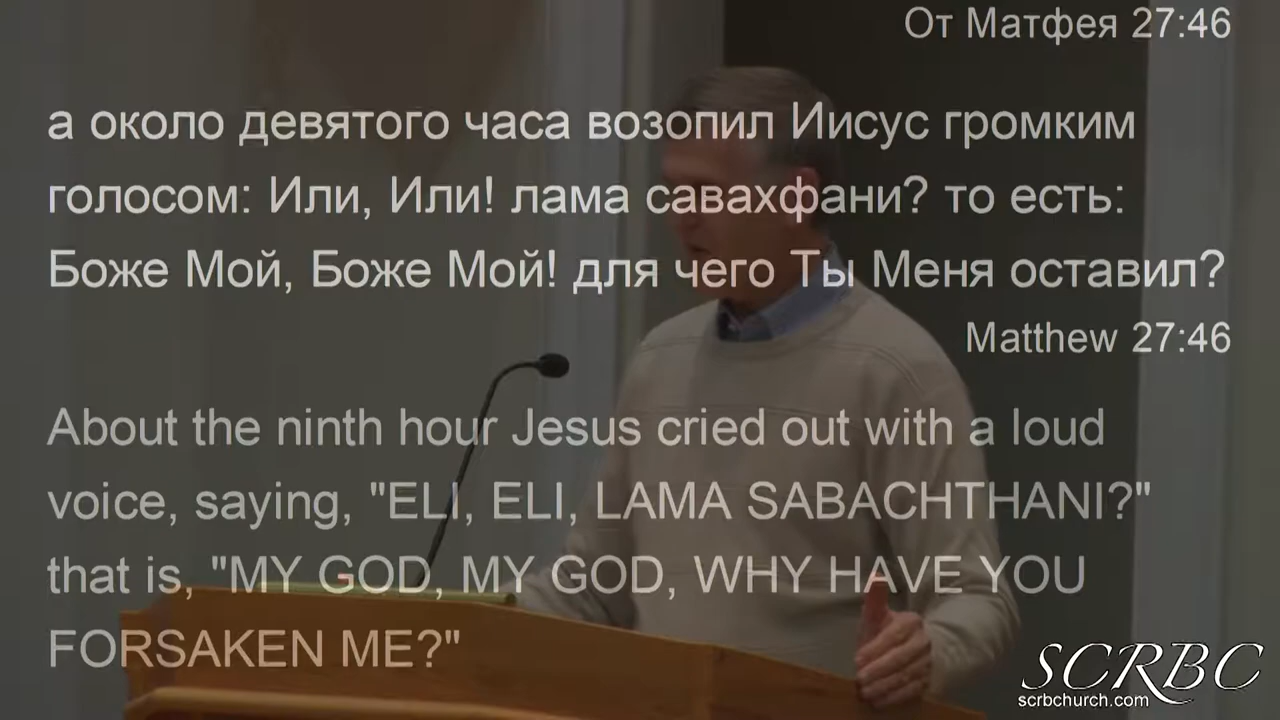 От Матфея 27:46
а около девятого часа возопил Иисус громким
голосом: Или, Или! лама савахфани? то есть:
Боже Мой, Боже Мой! для чего Ты Меня оставил?
Matthew 27:46
About the ninth hour Jesus cried out with a loud
voice, saying, "ELI, ELI, LAMA SABACHTHANI?"
that is, "MY GOD, MY GOD, WHY HAVE YOU
FORSAKEN ME?"
SCRBC
scrbchurch.com